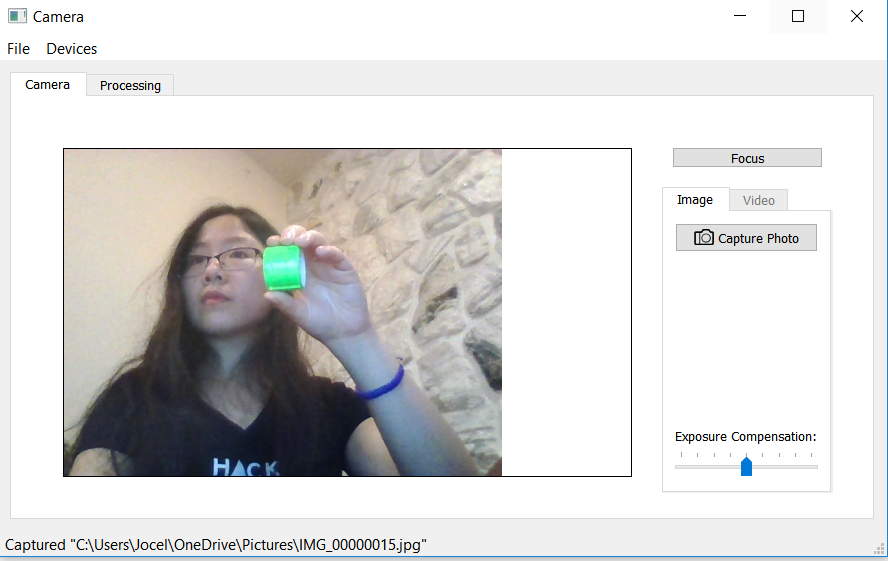 Camera
File Devices
Camera Processing
Focus
Image Video
Capture Photo
HACK
Exposure Compensation:
Captured "C:\Users\Jocel\OneDrive\Pictures\IMG_00000015.jpg"